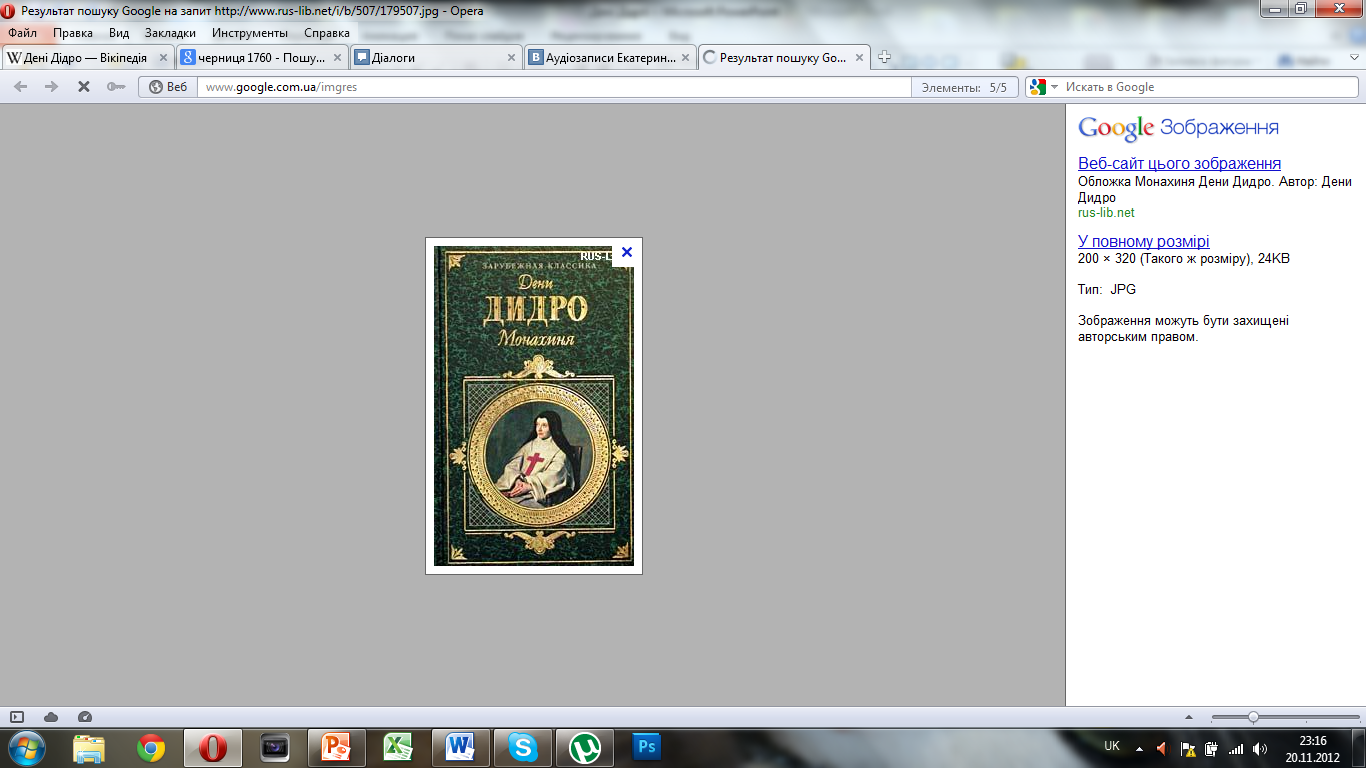 Результат пошуку Google на запит http://www.rus-lib.net/i/b/507/179507.jpg - Opera
Файл Правка Вид Закладки Инструменты Справка
Дені Дідро — Вікіпедія
черниця 1760 - Пошу...
Діалоги
Аудіозаписи Екатерин...
Результат пошуку Go...
Веб
www.google.com.ua/imgres
Элементы: 5/5
Искать в Google
RUS-L
ЗАРУБЕЖНАЯ КЛАССИКА
Дени
ДИДРО
Монахиня
Google Зображення
Веб-сайт цього зображення
Обложка Монахиня Дени Дидро. Автор: Дени
Дидро
rus-lib.net
У повному розмірі
200 × 320 (Такого ж розміру), 24KB
Тип: JPG
Зображення можуть бути захищені
авторським правом.
UK
23:16
20.11.2012